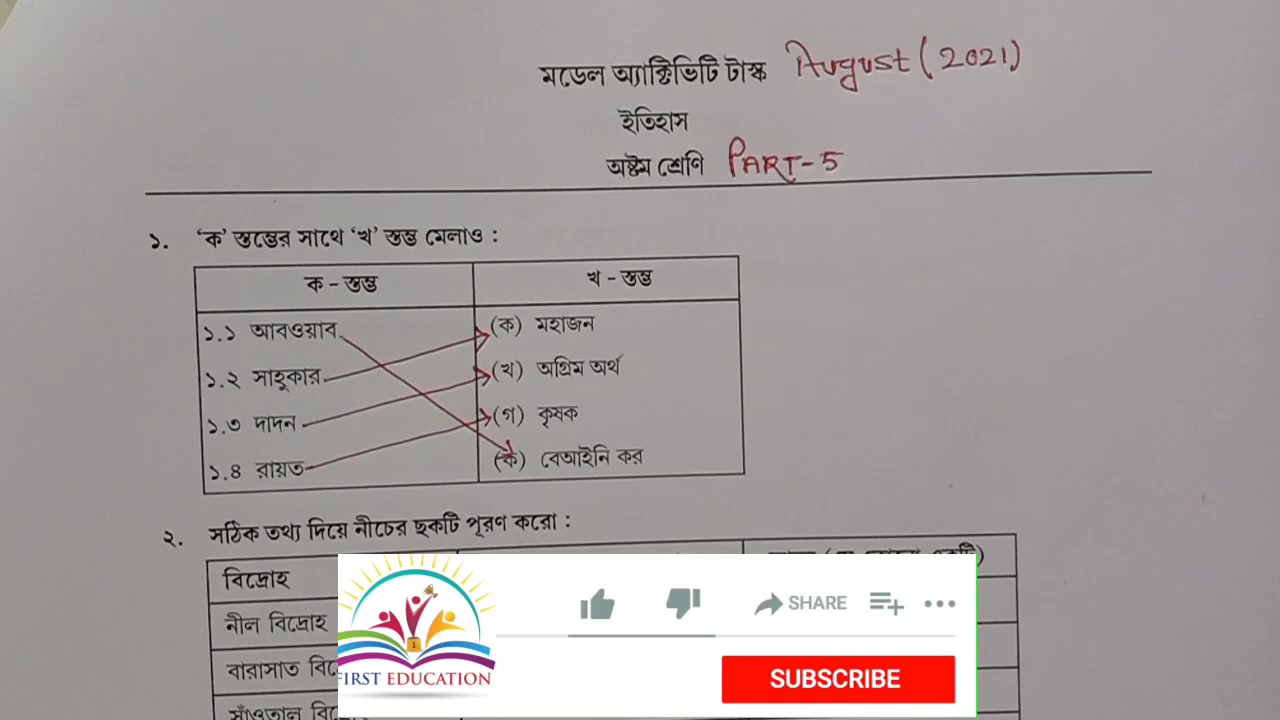 মডেল অ্যাক্টিভিটি টাস্ক August (2021)
ইতিহাস
অষ্টম শ্রেণি PART-5
১. 'ক' স্তম্ভের সাথে 'খ' স্তম্ভ মেলাও :
ক - স্তম্ভ খ - স্তম্ভ
১.১ আবওয়াব (ক) মহাজন
১.২ সাহুকার (খ) অগ্রিম অর্থ
১.৩ দাদন (গ) কৃষক
১.৪ রায়ত (ক) বেআইনি কর
২. সঠিক তথ্য দিয়ে নীচের ছকটি পূরণ করো :
বিদ্রোহ
নীল বিদ্রোহ
বারাসাত
সাঁওতাল
SHARE
FIRST EDUCATION
SUBSCRIBE